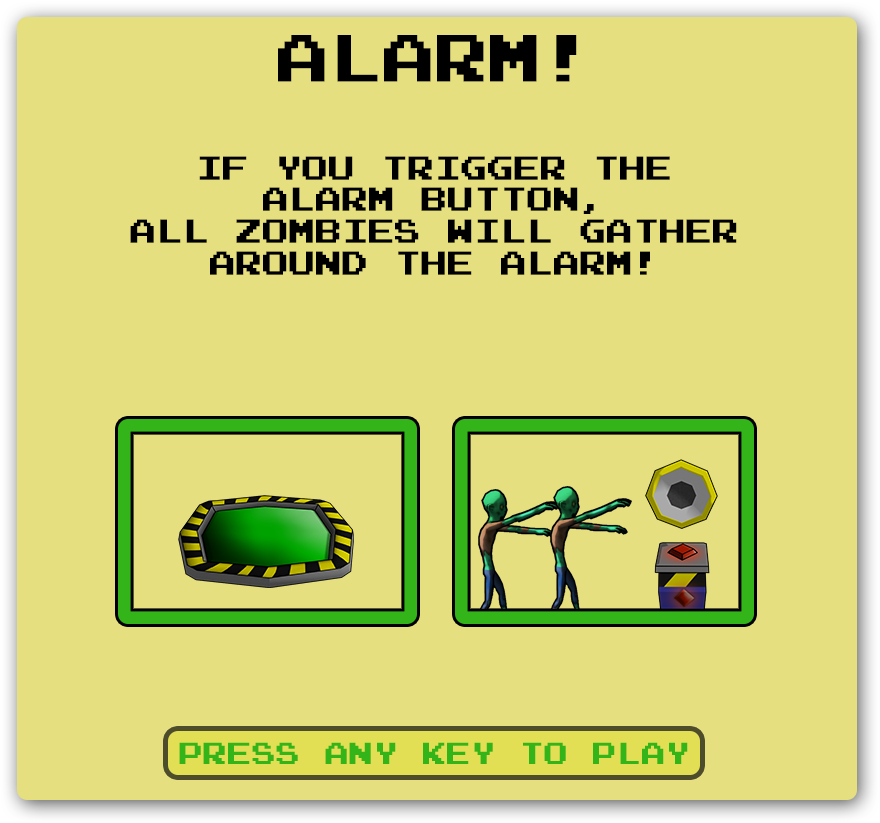 ALARM!
IF YOU TRIGGER THE
ALARM BUTTON,
ALL ZOMBIES WILL GATHER
AROUND THE ALARM!
PRESS ANY KEY TO PLAY